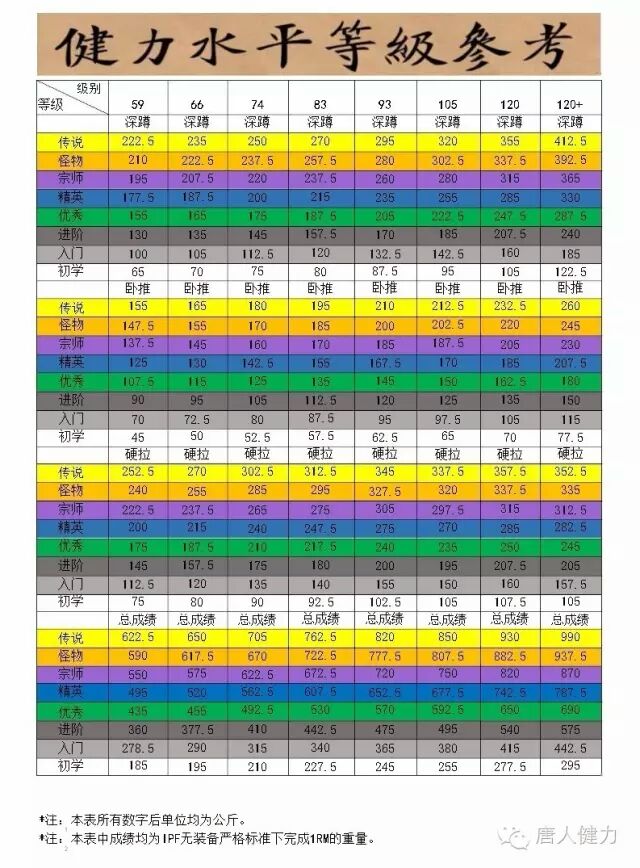 健力水平等級參考
级别
等级 59 66 74 83 93 105 120 120+
深蹲 深蹲 深蹲 深蹲 深蹲 深蹲 深蹲 深蹲
传说 222.5 235 250 270 295 320 355 412.5
怪物 210 222.5 237.5 257.5 280 302.5 337.5 392.5
宗师 195 207.5 220 237.5 260 280 315 365
精英 177.5 187.5 200 215 235 255 285 330
优秀 155 165 175 187.5 205 222.5 247.5 287.5
进阶 130 135 145 157.5 170 185 207.5 240
入门 100 105 112.5 120 132.5 142.5 160 185
初学 65 70 75 80 87.5 95 105 122.5
卧推 卧推 卧推 卧推 卧推 卧推 卧推 卧推
传说 155 165 180 195 210 212.5 232.5 260
怪物 147.5 155 170 185 200 202.5 220 245
宗师 137.5 145 160 170 185 187.5 205 230
精英 125 130 142.5 155 167.5 170 185 207.5
优秀 107.5 115 125 135 145 150 162.5 180
进阶 90 95 105 112.5 120 125 135 150
入门 70 72.5 80 87.5 95 97.5 105 115
初学 45 50 52.5 57.5 62.5 65 70 77.5
硬拉 硬拉 硬拉 硬拉 硬拉 硬拉 硬拉 硬拉
传说 252.5 270 302.5 312.5 345 337.5 357.5 352.5
怪物 240 255 285 295 327.5 320 337.5 335
宗师 222.5 237.5 265 275 305 297.5 315 312.5
精英 200 215 240 247.5 275 270 285 282.5
优秀 175 187.5 210 217.5 240 235 250 245
进阶 145 157.5 175 180 200 195 207.5 205
入门 112.5 120 135 140 155 150 160 157.5
初学 75 80 90 92.5 102.5 105 107.5 105
总成绩 总成绩 总成绩 总成绩 总成绩 总成绩 总成绩 总成绩
传说 622.5 650 705 762.5 820 850 930 990
怪物 590 617.5 670 722.5 777.5 807.5 882.5 937.5
宗师 550 575 622.5 672.5 720 750 820 870
精英 495 520 562.5 607.5 652.5 677.5 742.5 787.5
优秀 435 455 492.5 530 570 592.5 650 690
进阶 360 377.5 410 442.5 475 495 540 575
入门 278.5 290 315 340 365 380 415 442.5
初学 185 195 210 227.5 245 255 277.5 295
*注：本表所有数字后单位均为公斤。
*注：本表中成绩均为IPF无装备严格标准下完成1RM的重量。
唐人健力